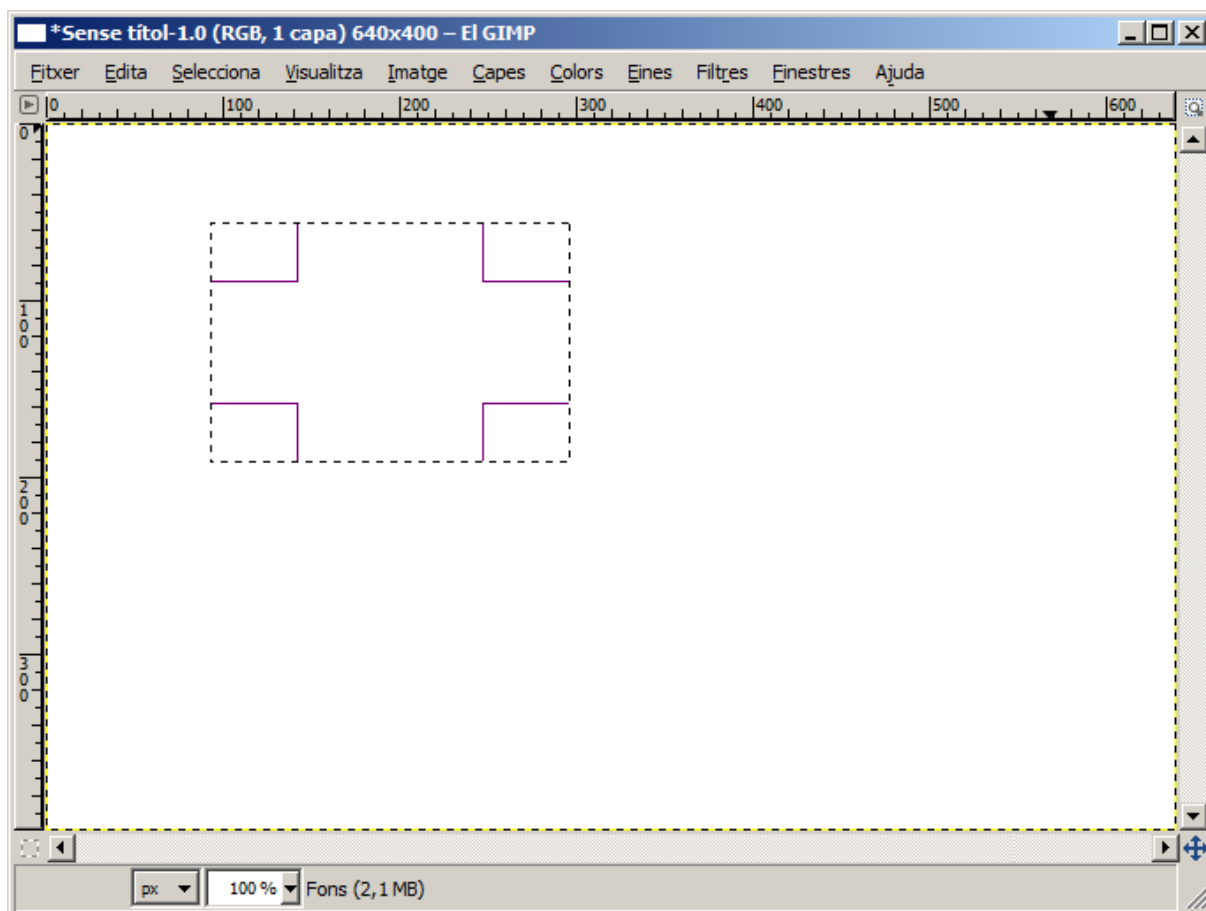 *Sense títol-1.0 (RGB, 1 capa) 640x400 – El GIMP
Fitxer Edita Selecciona Visualitza Imatge Capes Colors Eines Filtres Finestres Ajuda
0 100 200 300 400 500 600
0
100
200
300
px 100 % Fons (2,1 MB)